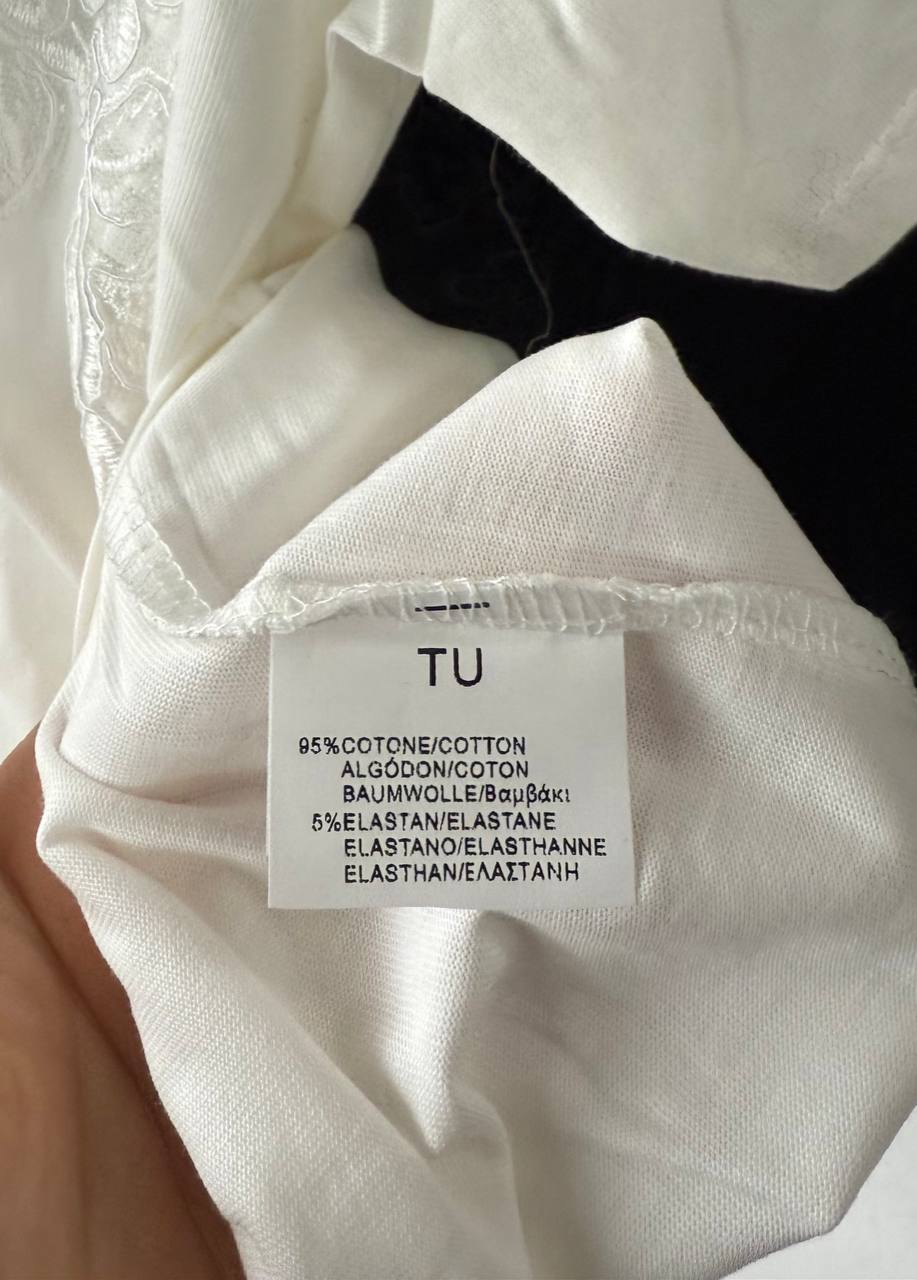 TU
95%COTONE/COTTON
ALGÓDON/COTON
BAUMWOLLE/Βαμβάκι
5%ELASTAN/ELASTANE
ELASTANO/ELASTHANNE
ELASTHAN/ΕΛΑΣΤΑΝΗ